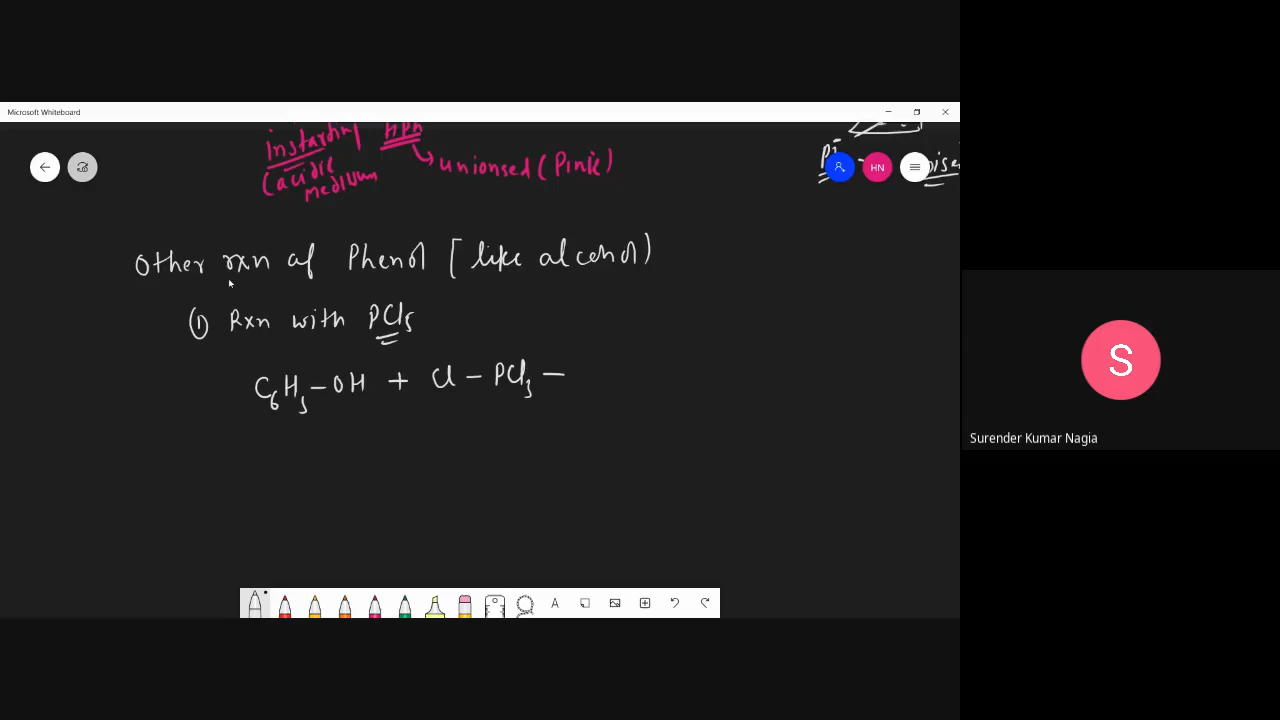 Microsoft Whiteboard
HPh
(acidic
medium
unionsed (Pink)
HN
Other rxn of Phenol [like alcohol)
① Rxn with PCl5
C6H5-OH + Cl - PCl3 -
S
Surender Kumar Nagia
A